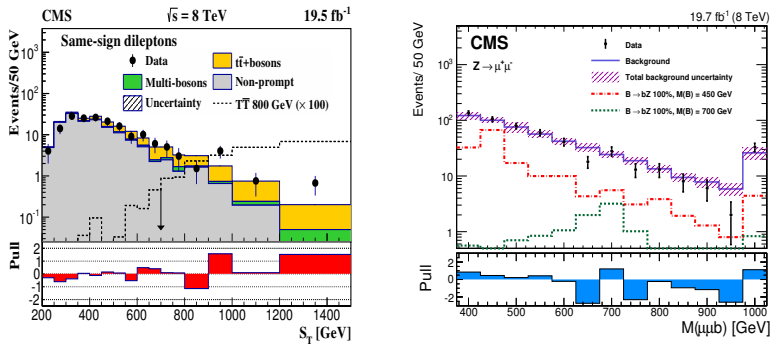 CMS √s = 8 TeV 19.5 fb⁻¹
Same-sign dileptons
Data
tt̄+bosons
Multi-bosons
Non-prompt
Uncertainty
TT̄ 800 GeV (× 100)
Events/50 GeV
10³
10²
10
1
10⁻¹
Pull
2
1
0
-1
-2
200 400 600 800 1000 1200 1400
S_T [GeV]
19.7 fb⁻¹ (8 TeV)
CMS
Z → μ⁺μ⁻
Data
Background
Total background uncertainty
B → bZ 100%, M(B) = 450 GeV
B → bZ 100%, M(B) = 700 GeV
Events/ 50 GeV
10³
10²
10
1
Pull
2
0
-2
400 500 600 700 800 900 1000
M(μμb) [GeV]